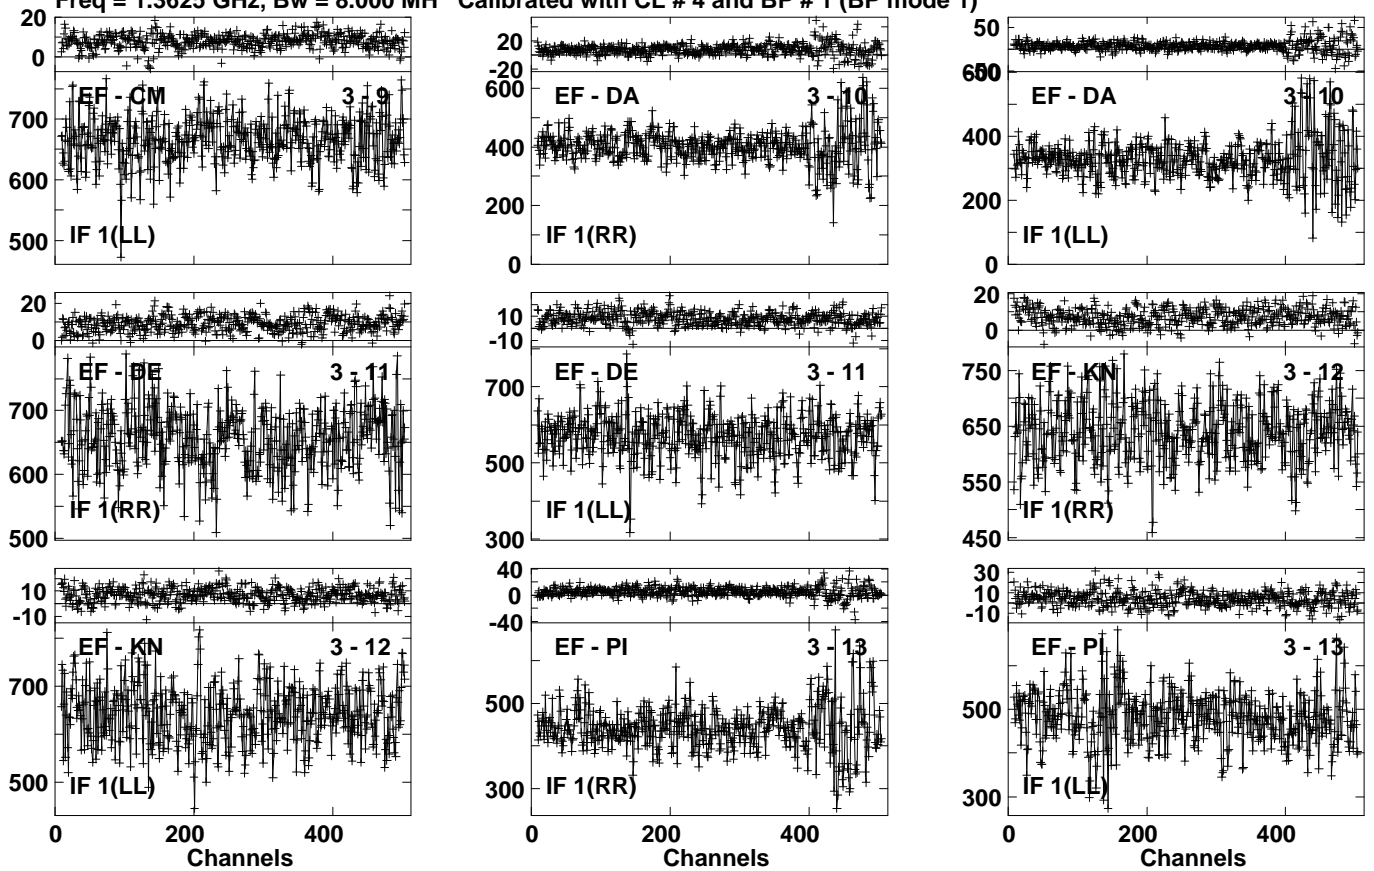 Freq = 1.3625 GHz, Bw = 8.000 MH Calibrated with CL # 4 and BP # 1 (BP mode 1)
20
0
20
-20
50
EF - CM 3 - 9
700
600
500
IF 1(LL)
EF - DA 3 - 10
600
400
200
0
IF 1(RR)
EF - DA 3 - 10
600
400
200
0
IF 1(LL)
20
0
10
-10
20
0
EF - DE 3 - 11
700
600
500
IF 1(RR)
EF - DE 3 - 11
700
500
300
IF 1(LL)
EF - KN 3 - 12
750
650
550
450
IF 1(RR)
10
-10
40
0
-40
30
10
-10
EF - KN 3 - 12
700
500
IF 1(LL)
EF - PI 3 - 13
500
300
IF 1(RR)
EF - PI 3 - 13
500
300
IF 1(LL)
0 200 400
0 200 400
0 200 400
Channels
Channels
Channels